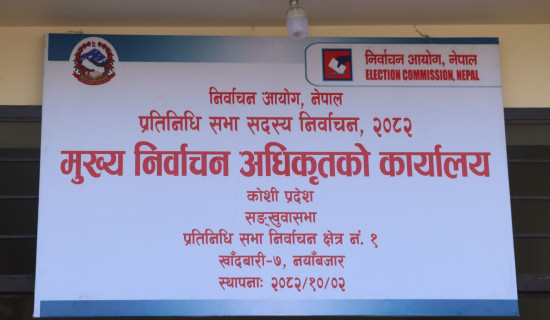 निर्वाचन आयोग, नेपाल
ELECTION COMMISSION, NEPAL
निर्वाचन आयोग, नेपाल
प्रतिनिधि सभा सदस्य निर्वाचन, २०८२
मुख्य निर्वाचन अधिकृतको कार्यालय
कोशी प्रदेश
सङ्खुवासभा
प्रतिनिधि सभा निर्वाचन क्षेत्र नं. १
खाँदबारी-७, नयाँबजार
स्थापनाः २०८२/१०/०२